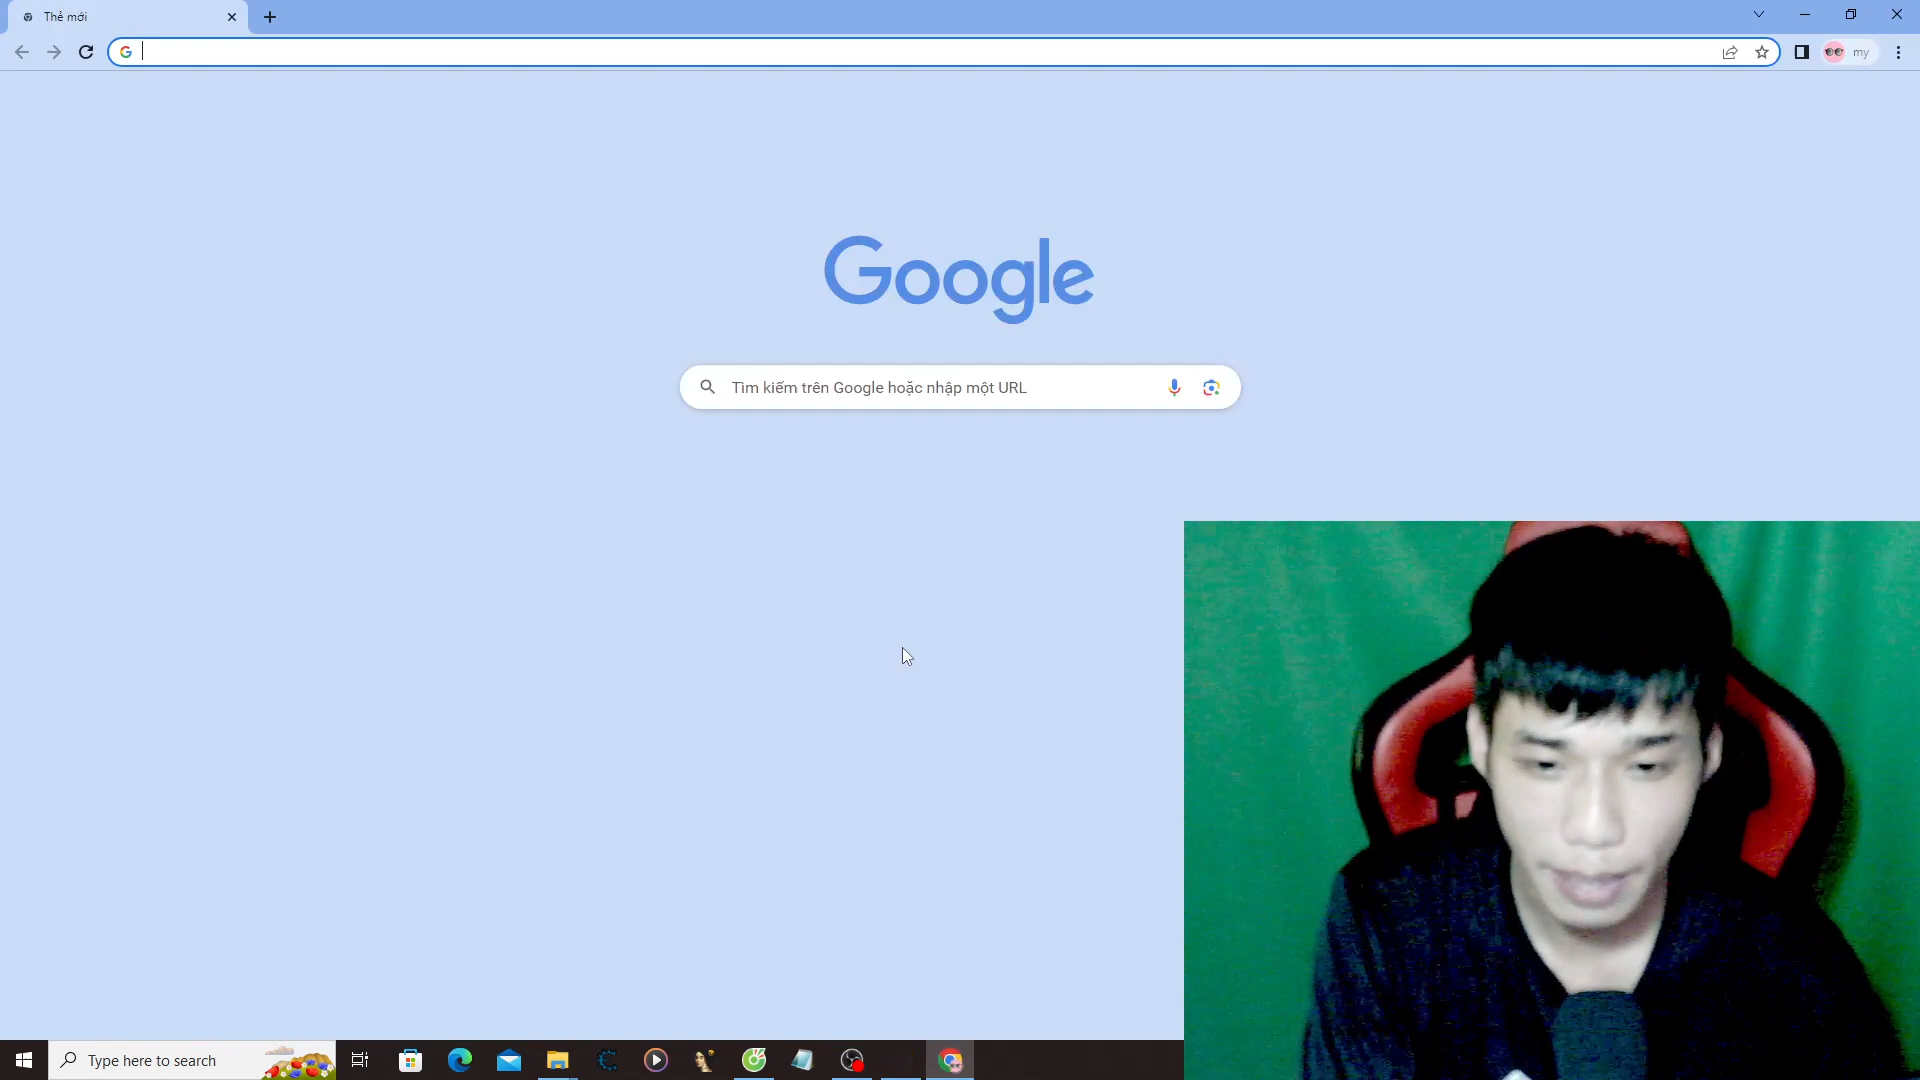 Thẻ mới
my
Google
Tìm kiếm trên Google hoặc nhập một URL
Type here to search